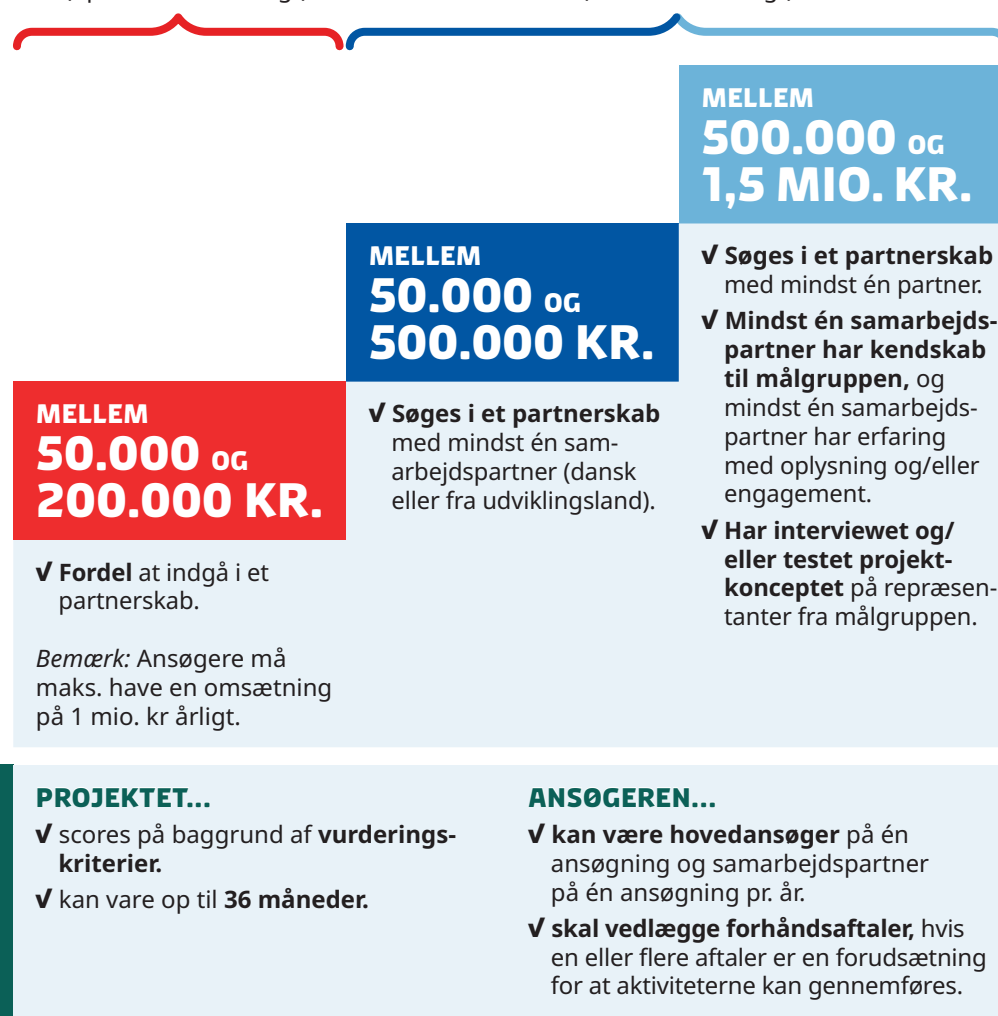 MELLEM
50.000 OG
200.000 KR.
√ Fordel at indgå i et
partnerskab.
Bemærk: Ansøgere må
maks. have en omsætning
på 1 mio. kr årligt.
MELLEM
50.000 OG
500.000 KR.
√ Søges i et partnerskab
med mindst én sam-
arbejdspartner (dansk
eller fra udviklingsland).
MELLEM
500.000 OG
1,5 MIO. KR.
√ Søges i et partnerskab
med mindst én partner.
√ Mindst én samarbejds-
partner har kendskab
til målgruppen, og
mindst én samarbejds-
partner har erfaring
med oplysning og/eller
engagement.
√ Har interviewet og/
eller testet projekt-
konceptet på repræsen-
tanter fra målgruppen.
PROJEKTET...
√ scores på baggrund af vurderings-
kriterier.
√ kan vare op til 36 måneder.
ANSØGEREN...
√ kan være hovedansøger på én
ansøgning og samarbejdspartner
på én ansøgning pr. år.
√ skal vedlægge forhåndsaftaler, hvis
en eller flere aftaler er en forudsætning
for at aktiviteterne kan gennemføres.